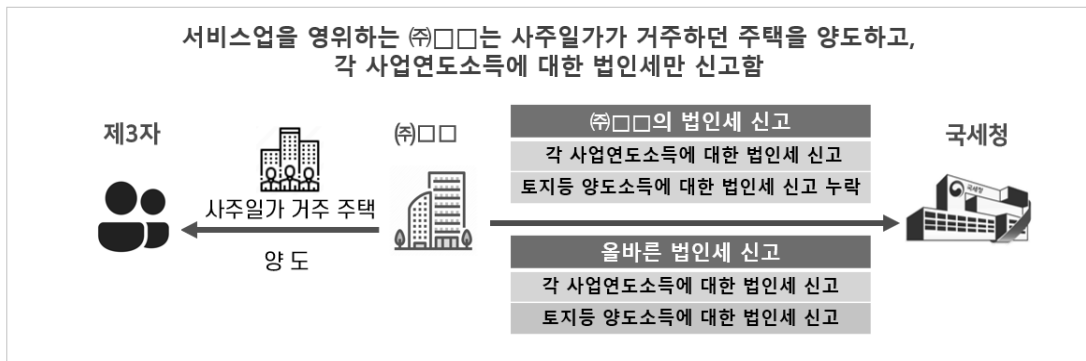 서비스업을 영위하는 ㈜□□는 사주일가가 거주하던 주택을 양도하고,
각 사업연도소득에 대한 법인세만 신고함
제3자
㈜□□
㈜□□의 법인세 신고
각 사업연도소득에 대한 법인세 신고
토지등 양도소득에 대한 법인세 신고 누락
국세청
국세청
사주일가 거주 주택
양 도
올바른 법인세 신고
각 사업연도소득에 대한 법인세 신고
토지등 양도소득에 대한 법인세 신고